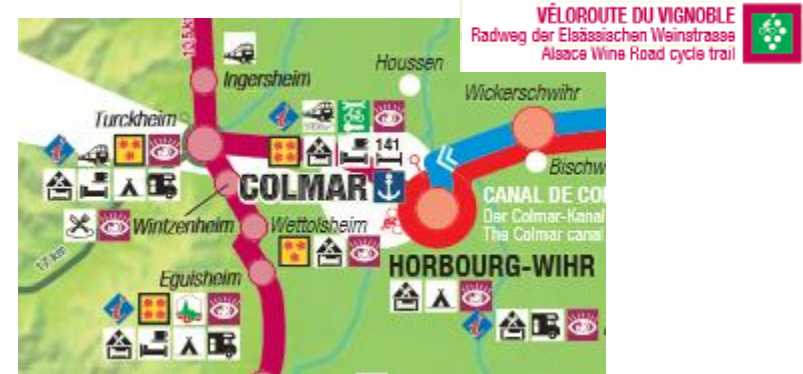 VÉLOROUTE DU VIGNOBLE
Radweg der Elsässischen Weinstrasse
Alsace Wine Road cycle trail
Ingersheim
Houssen
Wickerschwihr
Turckheim
141
Bischw
COLMAR
CANAL DE CO
Der Colmar-Kanal
The Colmar canal
Wintzenheim
Wettolsheim
17 km
Eguisheim
HORBOURG-WIHR